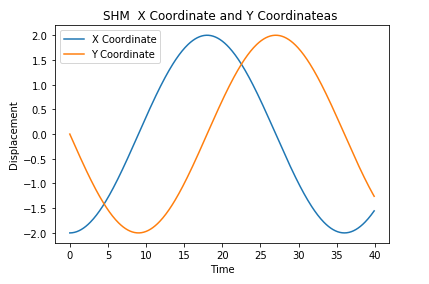 SHM  X Coordinate and Y Coordinateas
X Coordinate
Y Coordinate
Displacement
2.0
1.5
1.0
0.5
0.0
−0.5
−1.0
−1.5
−2.0
0 5 10 15 20 25 30 35 40
Time